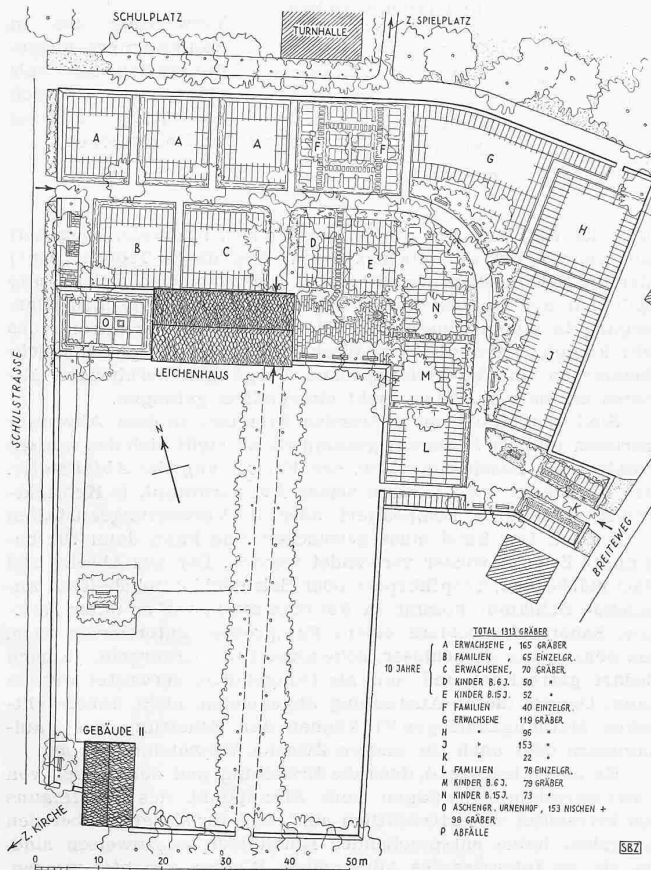 SCHULPLATZ
TURNHALLE
Z. SPIELPLATZ
A
A
A
F
F
G
H
B
C
D
E
N
J
O
LEICHENHAUS
M
L
K
SCHULSTRASSE
BREITEWEG
GEBÄUDE II
Z. KIRCHE
0 10 20 30 40 50 m
TOTAL 1313 GRÄBER
A ERWACHSENE, 165 GRÄBER
B FAMILIEN 65 EINZELGR.
C ERWACHSENE, 70 GRÄBER
D KINDER B. 6 J. 50 "
E KINDER B. 15 J. 52 "
F FAMILIEN 40 EINZELGR.
G ERWACHSENE 119 GRÄBER
H " 96 "
J " 153 "
K " 22 "
L FAMILIEN 78 EINZELGR.
M KINDER B. 6 J. 79 GRÄBER
N KINDER B. 15 J. 73 "
O ASCHENGR. URNENHOF, 153 NISCHEN +
98 GRÄBER
P ABFÄLLE
JAHRE
SBZ